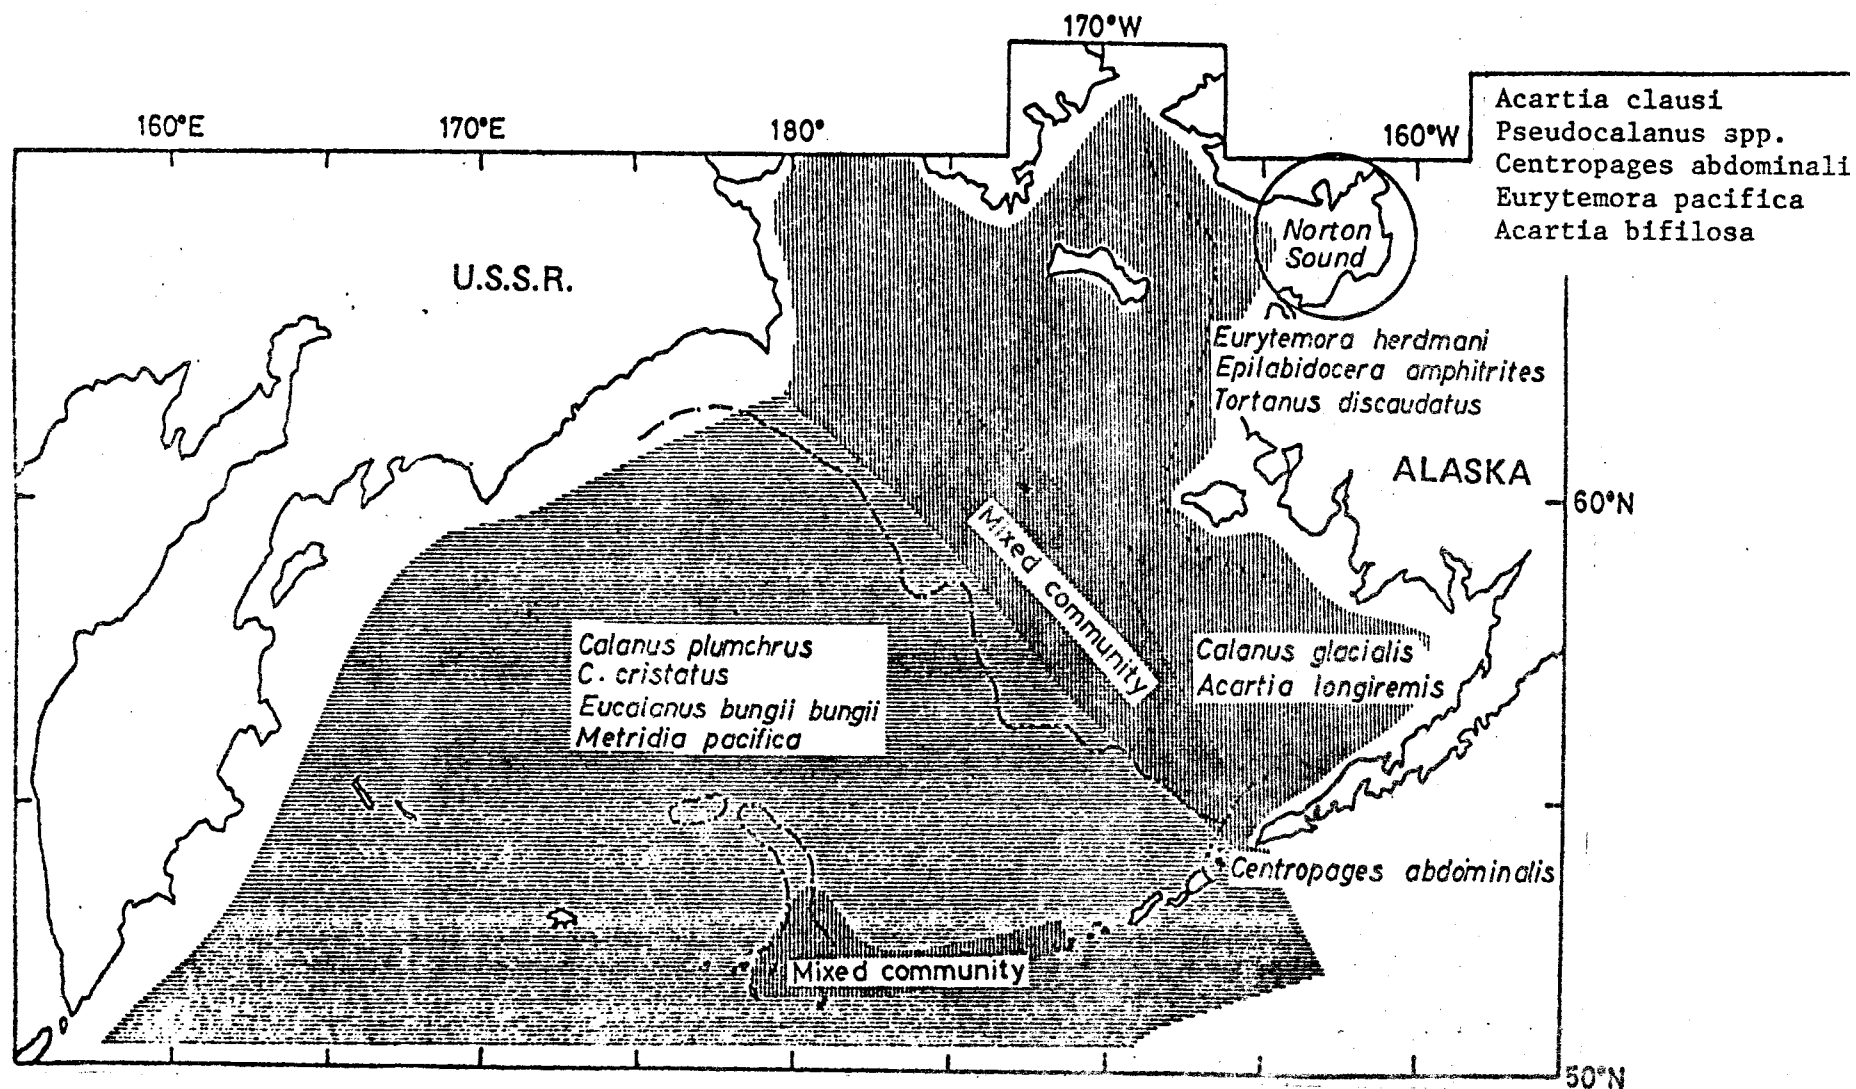 170°W
160°E
170°E
180°
160°W
Acartia clausi
Pseudocalanus spp.
Centropages abdominali
Eurytemora pacifica
Acartia bifilosa
Norton
Sound
U.S.S.R.
Eurytemora herdmani
Epilabidocera amphitrites
Tortanus discaudatus
ALASKA
60°N
Mixed community
Calanus plumchrus
C. cristatus
Eucalanus bungii bungii
Metridia pacifica
Calanus glacialis
Acartia longiremis
Centropages abdominalis
Mixed community
50°N